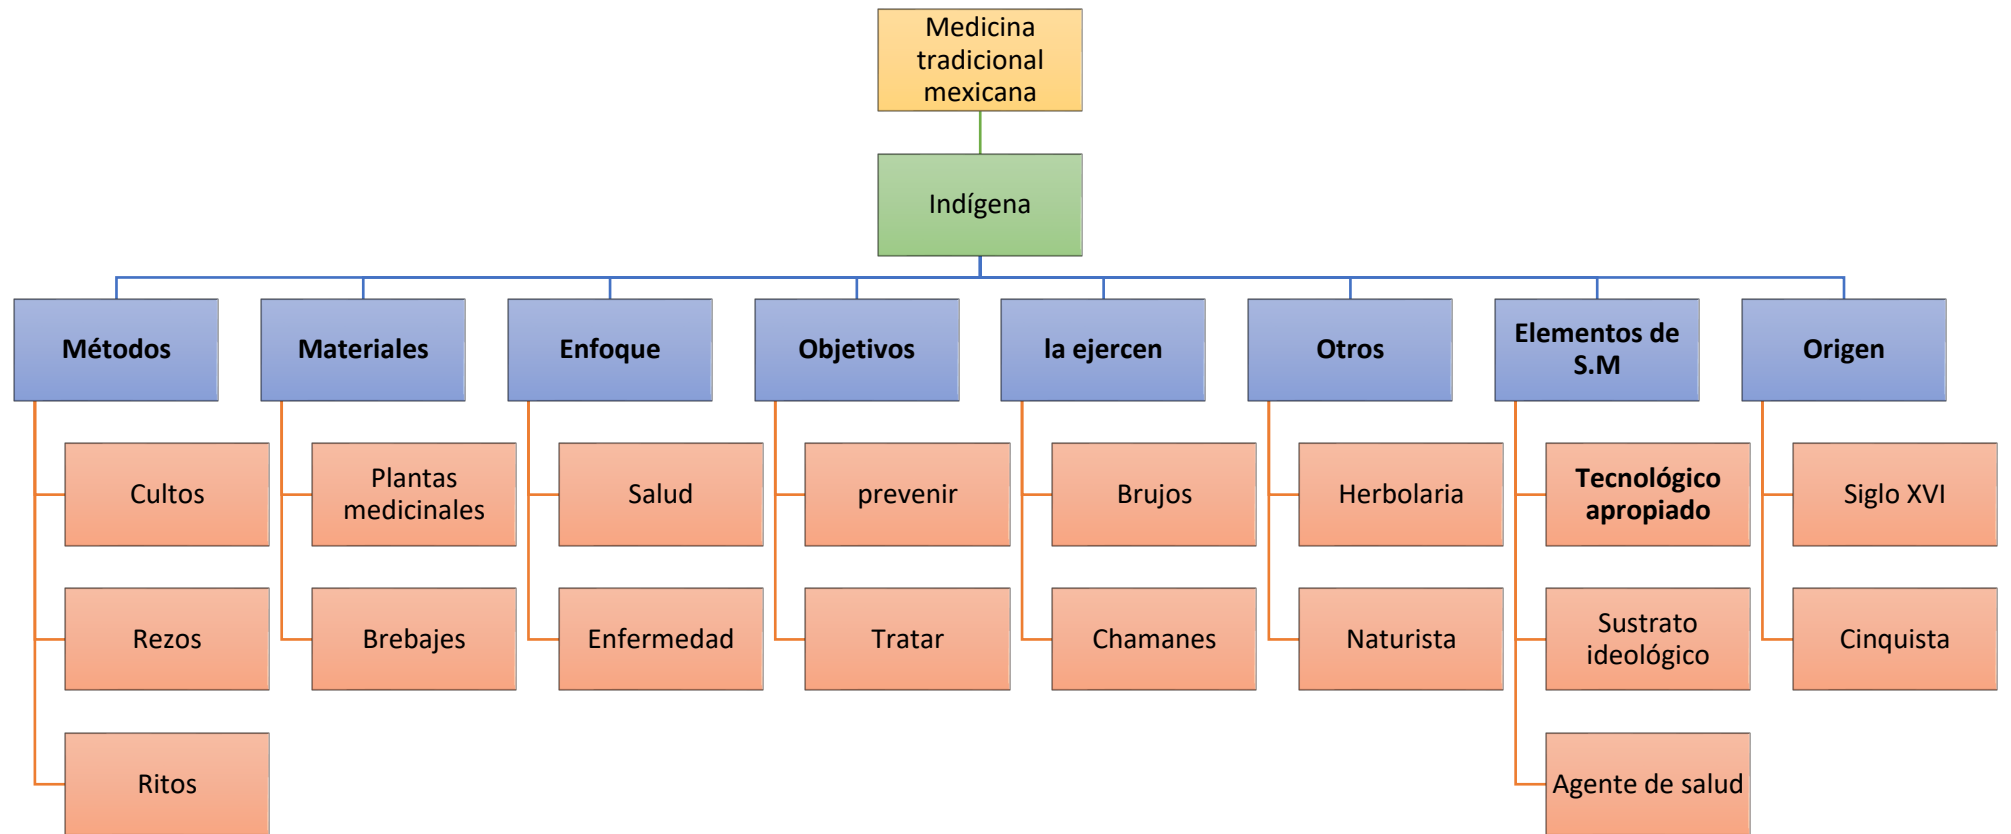 Medicina
tradicional
mexicana
Indígena
Métodos
Materiales
Enfoque
Objetivos
la ejercen
Otros
Elementos de
S.M
Origen
Cultos
Plantas
medicinales
Salud
prevenir
Brujos
Herbolaria
Tecnológico
apropiado
Siglo XVI
Rezos
Brebajes
Enfermedad
Tratar
Chamanes
Naturista
Sustrato
ideológico
Cinquista
Ritos
Agente de salud